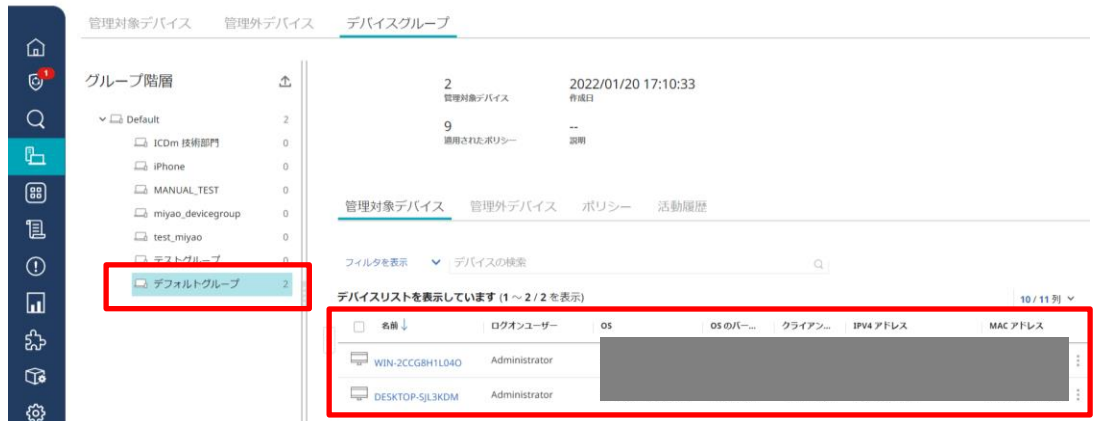 管理対象デバイス 管理外デバイス デバイスグループ
1
グループ階層
Default 2
ICDm 技術部門 0
iPhone 0
MANUAL_TEST 0
miyao_devicegroup 0
test_miyao 0
テストグループ 0
デフォルトグループ 2
2 2022/01/20 17:10:33
管理対象デバイス 作成日
9 --
適用されたポリシー 説明
管理対象デバイス 管理外デバイス ポリシー 活動履歴
フィルタを表示 デバイスの検索
デバイスリストを表示しています (1 ~ 2 / 2 を表示) 10 / 11 列
名前↓ ログオンユーザー OS OS のバー... クライアン... IPV4 アドレス MAC アドレス
WIN-2CCG8H1L04O Administrator
DESKTOP-SJL3KDM Administrator